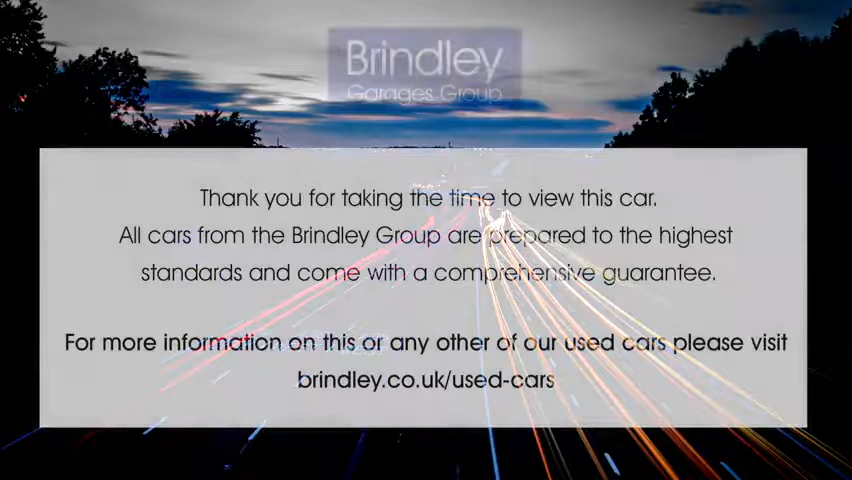 Brindley
Garages Group
Thank you for taking the time to view this car.
All cars from the Brindley Group are prepared to the highest
standards and come with a comprehensive guarantee.
For more information on this or any other of our used cars please visit
brindley.co.uk/used-cars